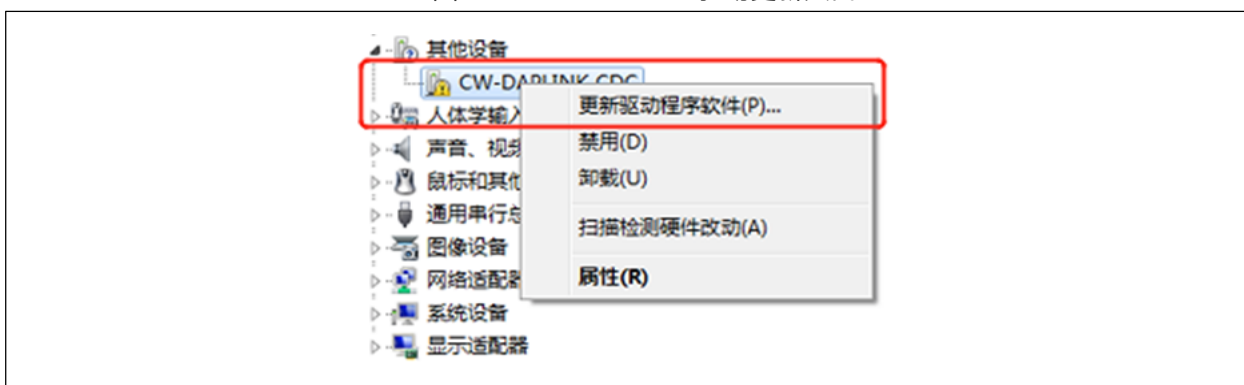 其他设备
CW-DAPLINK CDC
更新驱动程序软件(P)...
人体学输入
禁用(D)
声音、视频
卸载(U)
鼠标和其他
通用串行总
扫描检测硬件改动(A)
图像设备
网络适配器
属性(R)
系统设备
显示适配器